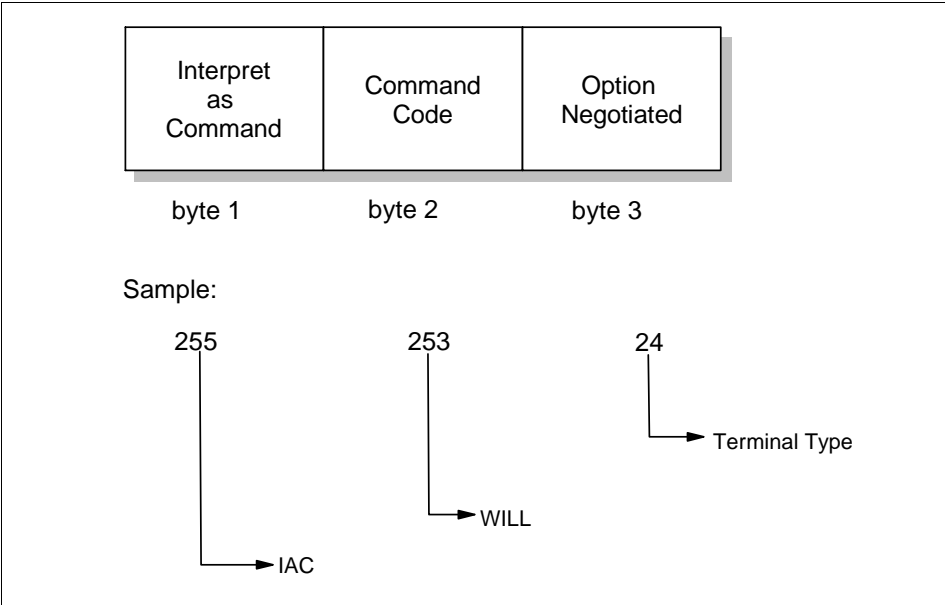 Interpret
as
Command
Command
Code
Option
Negotiated
byte 1
byte 2
byte 3
Sample:
255
253
24
Terminal Type
WILL
IAC